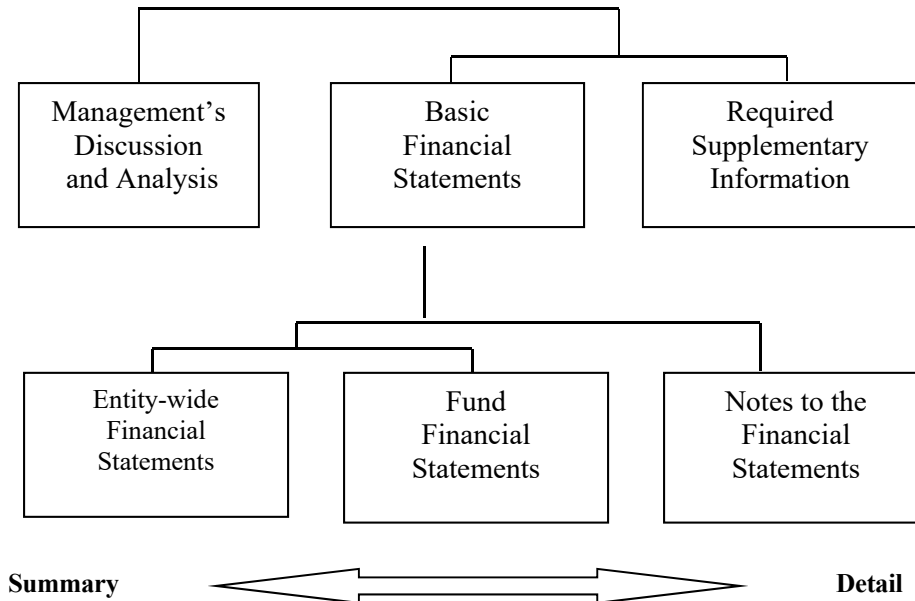 Management’s
Discussion
and Analysis
Basic
Financial
Statements
Required
Supplementary
Information
Entity-wide
Financial
Statements
Fund
Financial
Statements
Notes to the
Financial
Statements
Summary
Detail